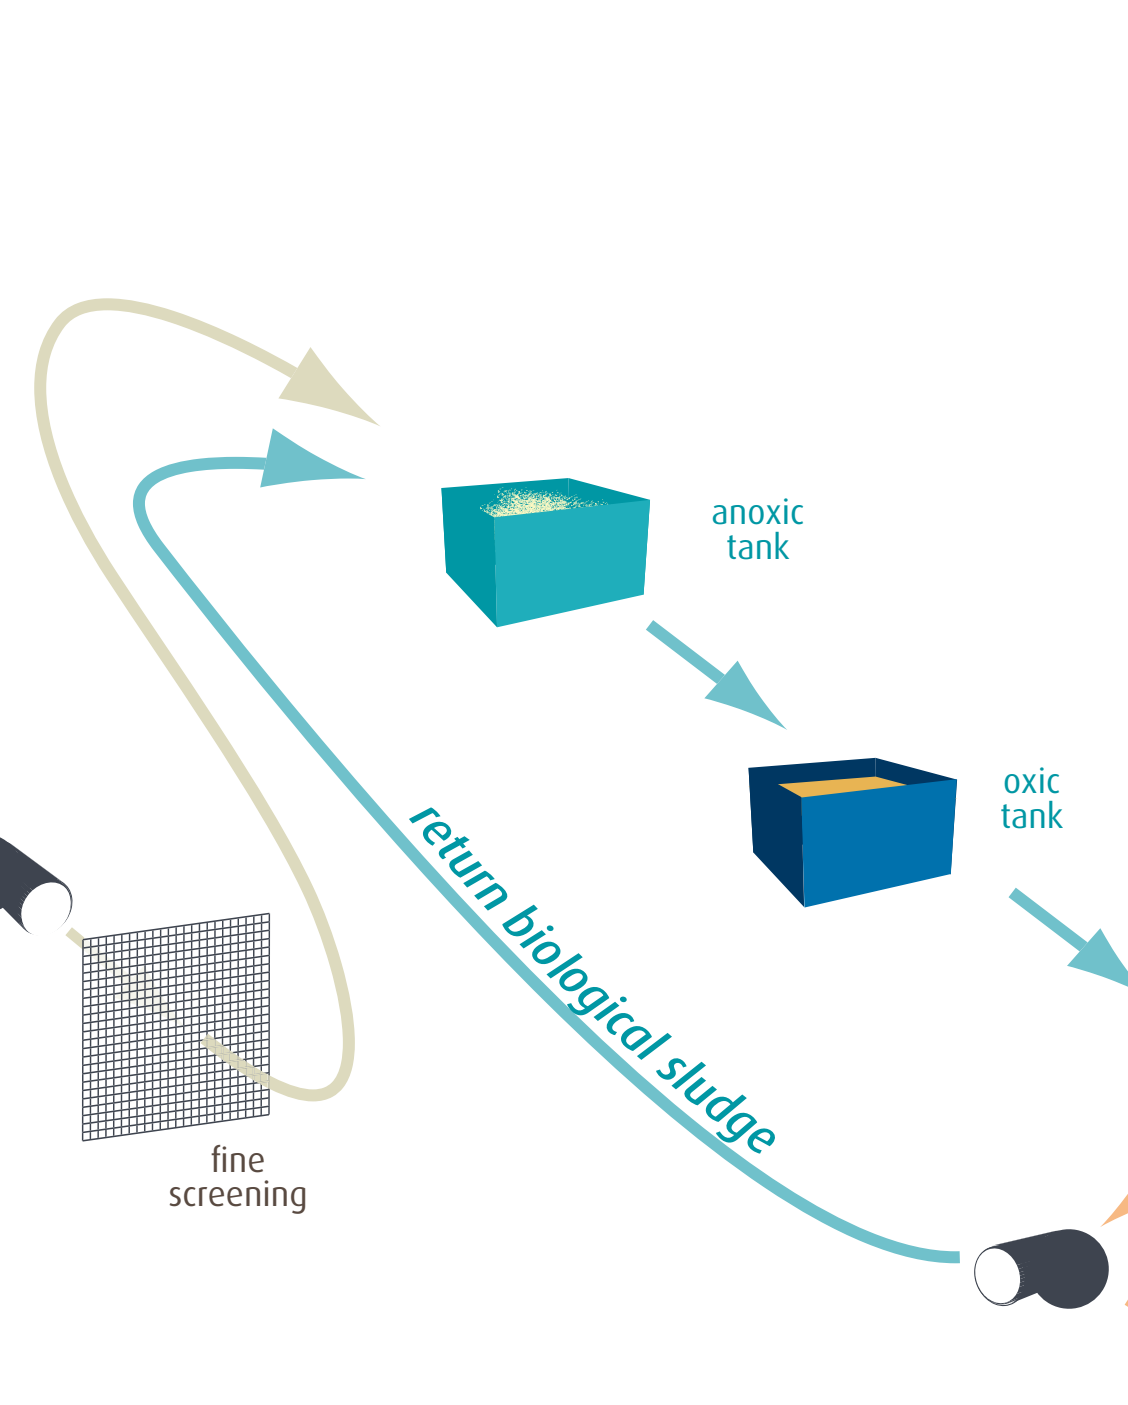 anoxic
tank
oxic
tank
return biological sludge
fine
screening